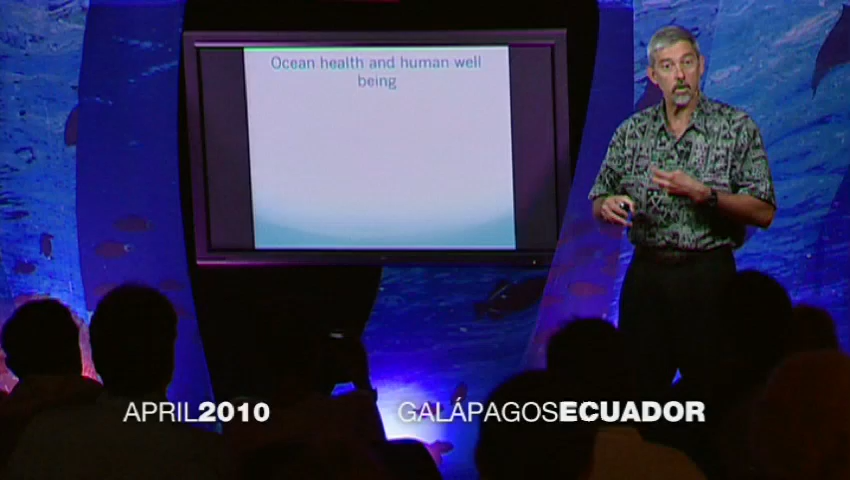 Ocean health and human well
being
APRIL2010
GALÁPAGOSECUADOR